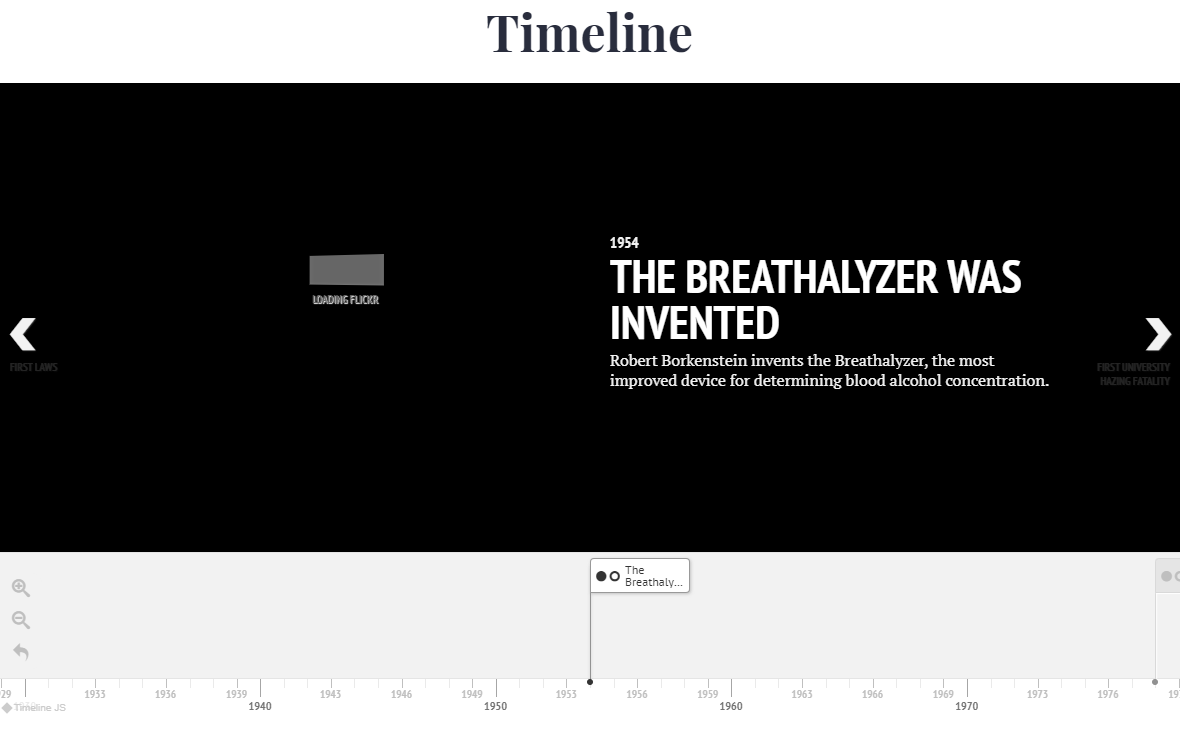 Timeline
1954
THE BREATHALYZER WAS
INVENTED
Robert Borkenstein invents the Breathalyzer, the most
improved device for determining blood alcohol concentration.
LOADING FLICKR
FIRST LAWS
FIRST UNIVERSITY
HAZING FATALITY
The
Breathaly...
29 1933 1936 1939 1943 1946 1949 1953 1956 1959 1963 1966 1969 1973 1976
1940 1950 1960 1970
Timeline JS